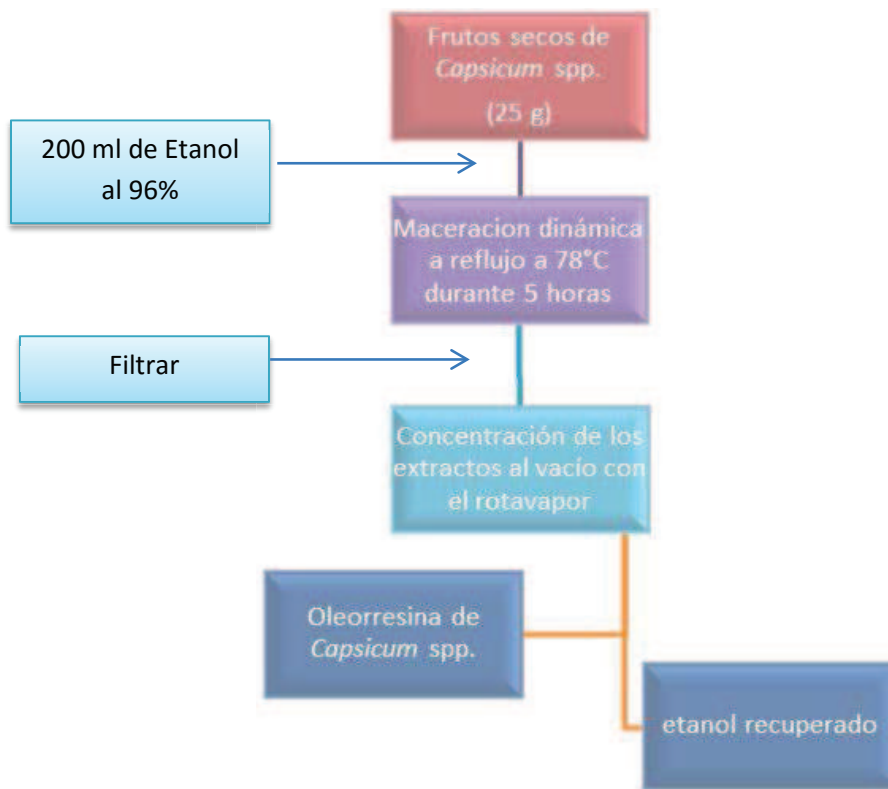 Frutos secos de
Capsicum spp.
(25 g)
200 ml de Etanol
al 96%
Maceracion dinámica
a reflujo a 78°C
durante 5 horas
Filtrar
Concentración de los
extractos al vacío con
el rotavapor
Oleorresina de
Capsicum spp.
etanol recuperado